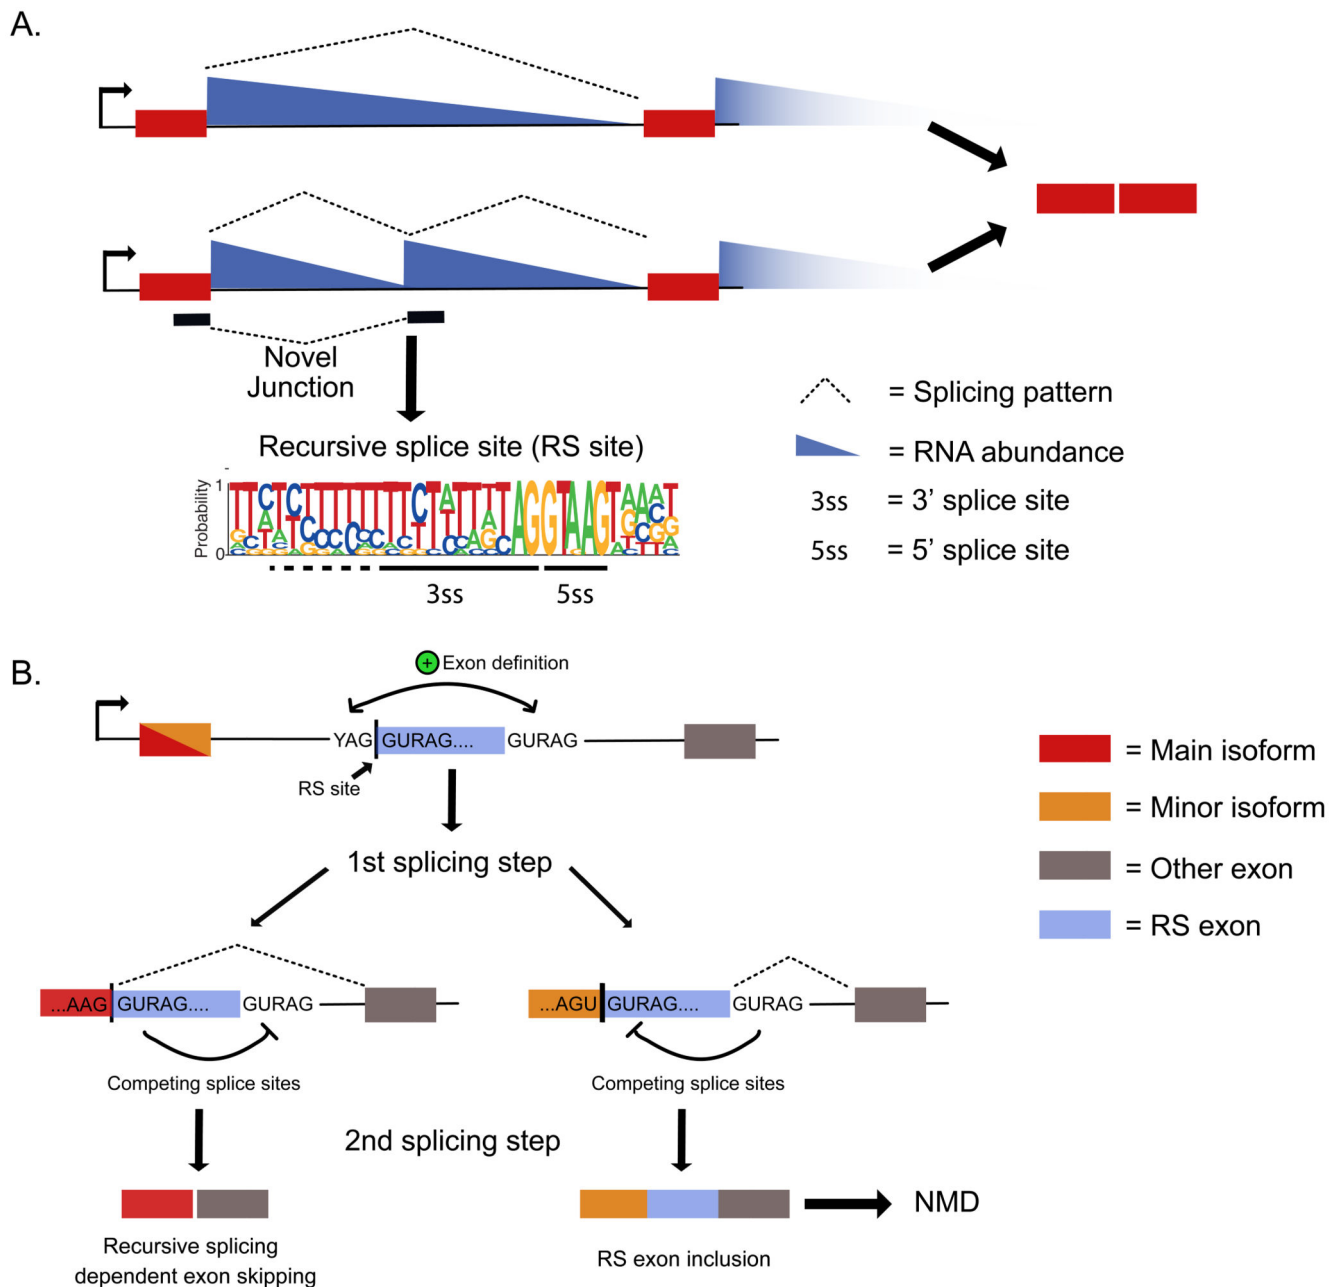 A.
Novel
Junction
= Splicing pattern
Recursive splice site (RS site)
= RNA abundance
Probability
1
0
3ss = 3' splice site
5ss = 5' splice site
3ss 5ss
B.
+ Exon definition
YAG GURAG.... GURAG
RS site
= Main isoform
= Minor isoform
= Other exon
= RS exon
1st splicing step
...AAG GURAG.... GURAG
...AGU GURAG.... GURAG
Competing splice sites
Competing splice sites
2nd splicing step
NMD
Recursive splicing
dependent exon skipping
RS exon inclusion